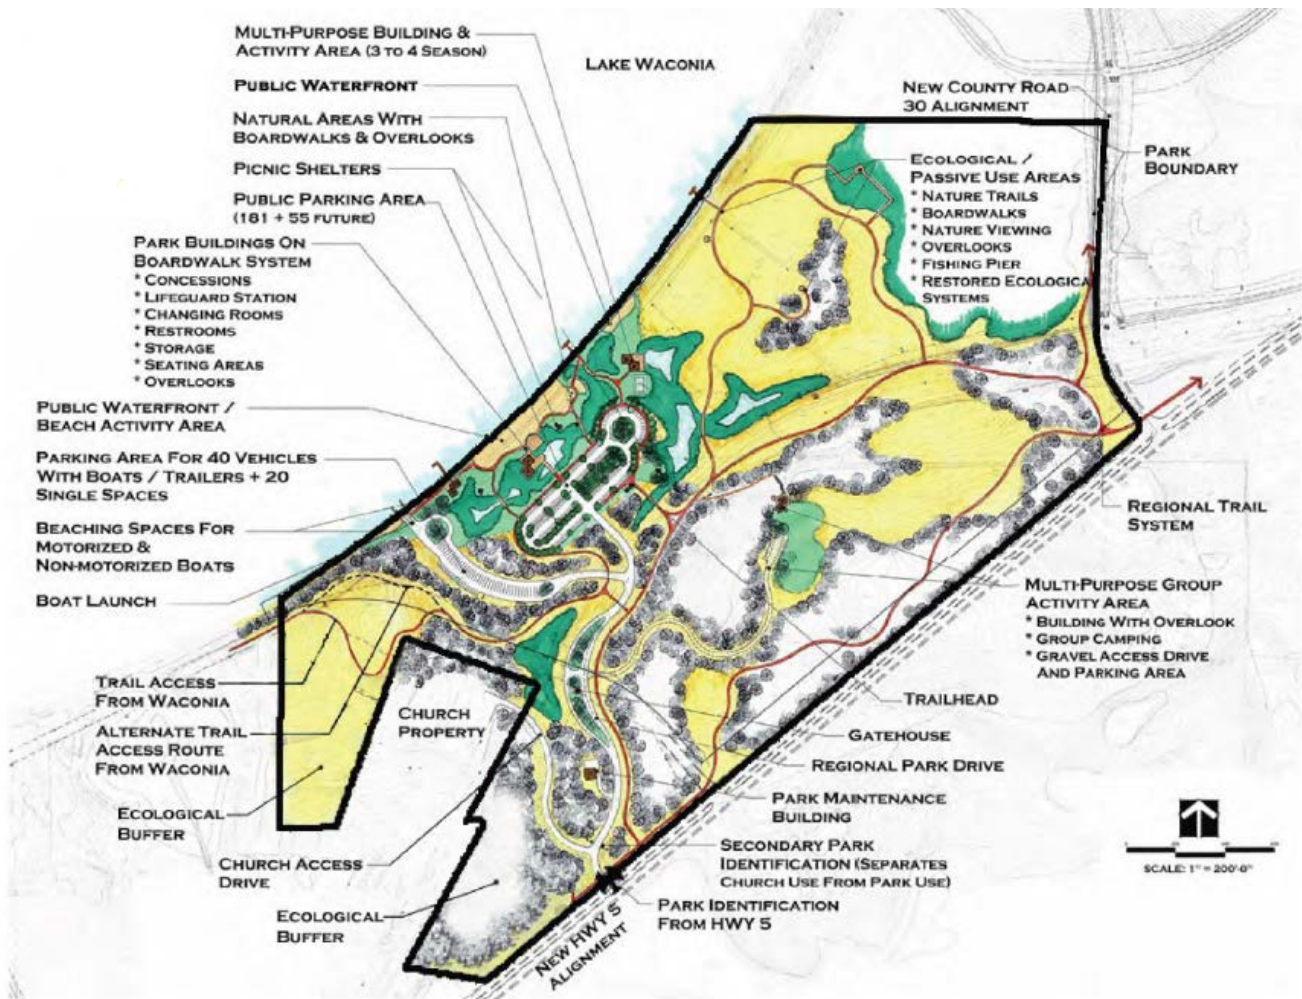 MULTI-PURPOSE BUILDING &
ACTIVITY AREA (3 TO 4 SEASON)
LAKE WACONIA
PUBLIC WATERFRONT
NEW COUNTY ROAD
30 ALIGNMENT
NATURAL AREAS WITH
BOARDWALKS & OVERLOOKS
PARK
BOUNDARY
PICNIC SHELTERS
ECOLOGICAL /
PASSIVE USE AREAS
* NATURE TRAILS
* BOARDWALKS
* NATURE VIEWING
* OVERLOOKS
* FISHING PIER
* RESTORED ECOLOGICA
SYSTEMS
PUBLIC PARKING AREA
(181 + 55 FUTURE)
PARK BUILDINGS ON
BOARDWALK SYSTEM
* CONCESSIONS
* LIFEGUARD STATION
* CHANGING ROOMS
* RESTROOMS
* STORAGE
* SEATING AREAS
* OVERLOOKS
PUBLIC WATERFRONT /
BEACH ACTIVITY AREA
PARKING AREA FOR 40 VEHICLES
WITH BOATS / TRAILERS + 20
SINGLE SPACES
BEACHING SPACES FOR
MOTORIZED &
NON-MOTORIZED BOATS
BOAT LAUNCH
REGIONAL TRAIL
SYSTEM
MULTI-PURPOSE GROUP
ACTIVITY AREA
* BUILDING WITH OVERLOOK
* GROUP CAMPING
* GRAVEL ACCESS DRIVE
AND PARKING AREA
TRAIL ACCESS
FROM WACONIA
CHURCH
PROPERTY
TRAILHEAD
ALTERNATE TRAIL
ACCESS ROUTE
FROM WACONIA
GATEHOUSE
REGIONAL PARK DRIVE
ECOLOGICAL
BUFFER
PARK MAINTENANCE
BUILDING
CHURCH ACCESS
DRIVE
SECONDARY PARK
IDENTIFICATION (SEPARATES
CHURCH USE FROM PARK USE)
ECOLOGICAL
BUFFER
PARK IDENTIFICATION
FROM HWY 5
NEW HWY 5
ALIGNMENT
SCALE: 1" = 200'-0"